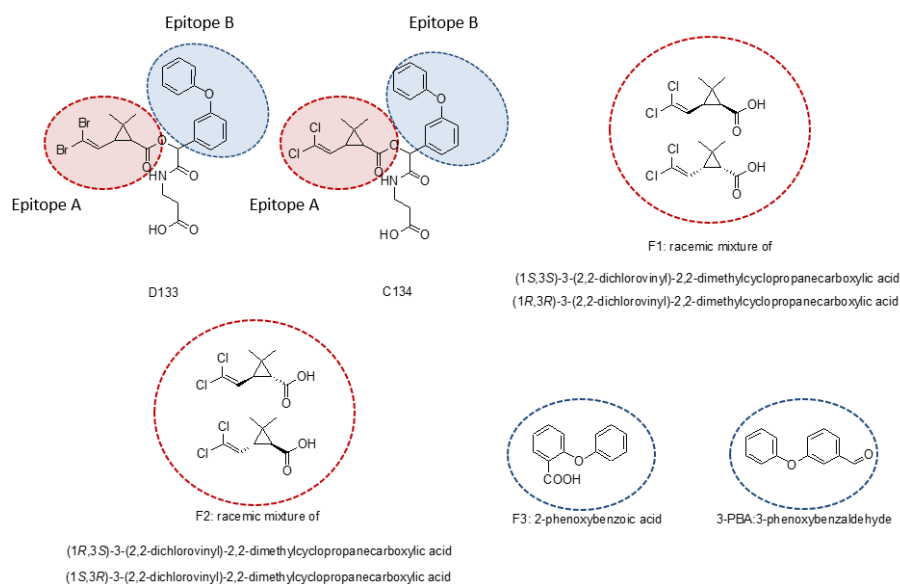 Epitope B
Epitope B
Br
Br
O
O
O
O
HN
HO
O
Epitope A
D133
Cl
Cl
O
O
O
O
HN
HO
O
Epitope A
C134
Cl
Cl
OH
O
Cl
Cl
OH
O
F1: racemic mixture of
(1S,3S)-3-(2,2-dichlorovinyl)-2,2-dimethylcyclopropanecarboxylic acid
(1R,3R)-3-(2,2-dichlorovinyl)-2,2-dimethylcyclopropanecarboxylic acid
Cl
Cl
OH
O
Cl
Cl
OH
O
F2: racemic mixture of
(1R,3S)-3-(2,2-dichlorovinyl)-2,2-dimethylcyclopropanecarboxylic acid
(1S,3R)-3-(2,2-dichlorovinyl)-2,2-dimethylcyclopropanecarboxylic acid
O
COOH
F3: 2-phenoxybenzoic acid
O
O
3-PBA:3-phenoxybenzaldehyde